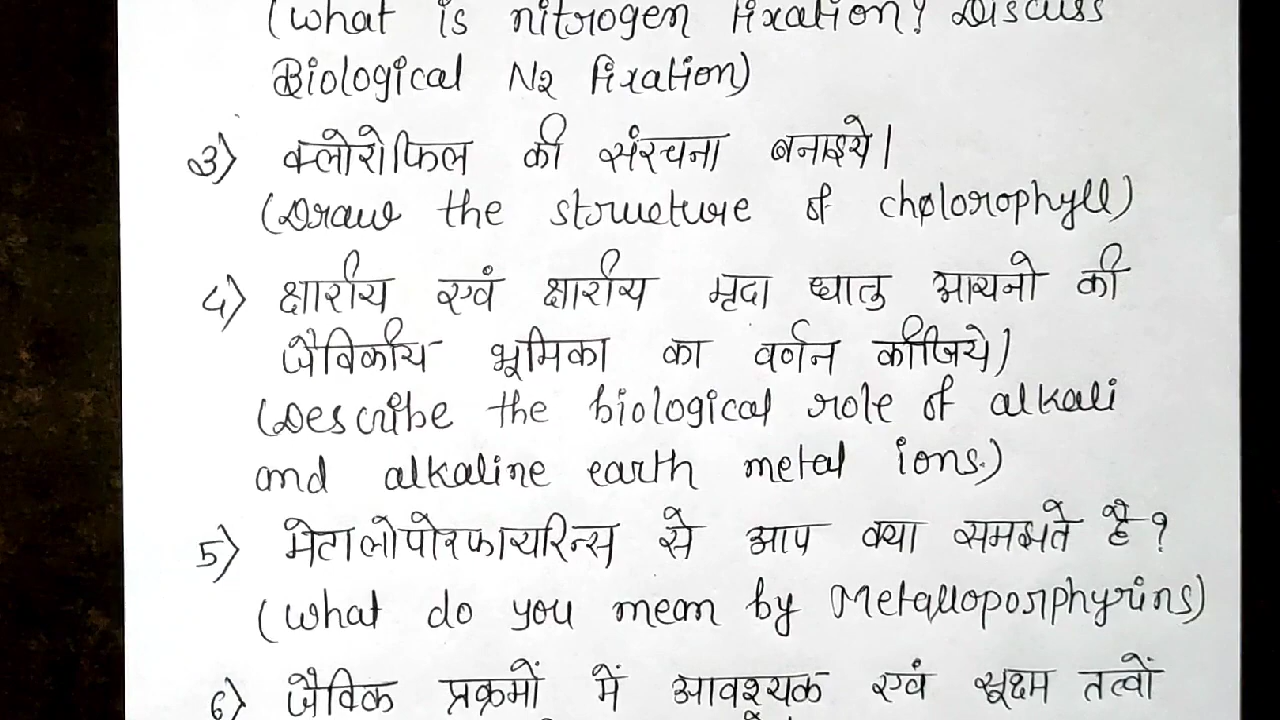 (What is nitrogen fixation? Discuss
Biological N2 fixation)
3) क्लोरोफिल की संरचना बनाइये।
(Draw the structure of cholorophyll)
4) क्षारीय एवं क्षारीय मृदा धातु आयनो की
जैविकीय भूमिका का वर्णन कीजिये।
(Describe the biological role of alkali
and alkaline earth metal ions.)
5) मेटालोपोरफायरिन्स से आप क्या समझते है?
(What do you mean by Metalloporphyrins)
6) जैविक प्रक्रमों में आवश्यक एवं सूक्ष्म तत्वों